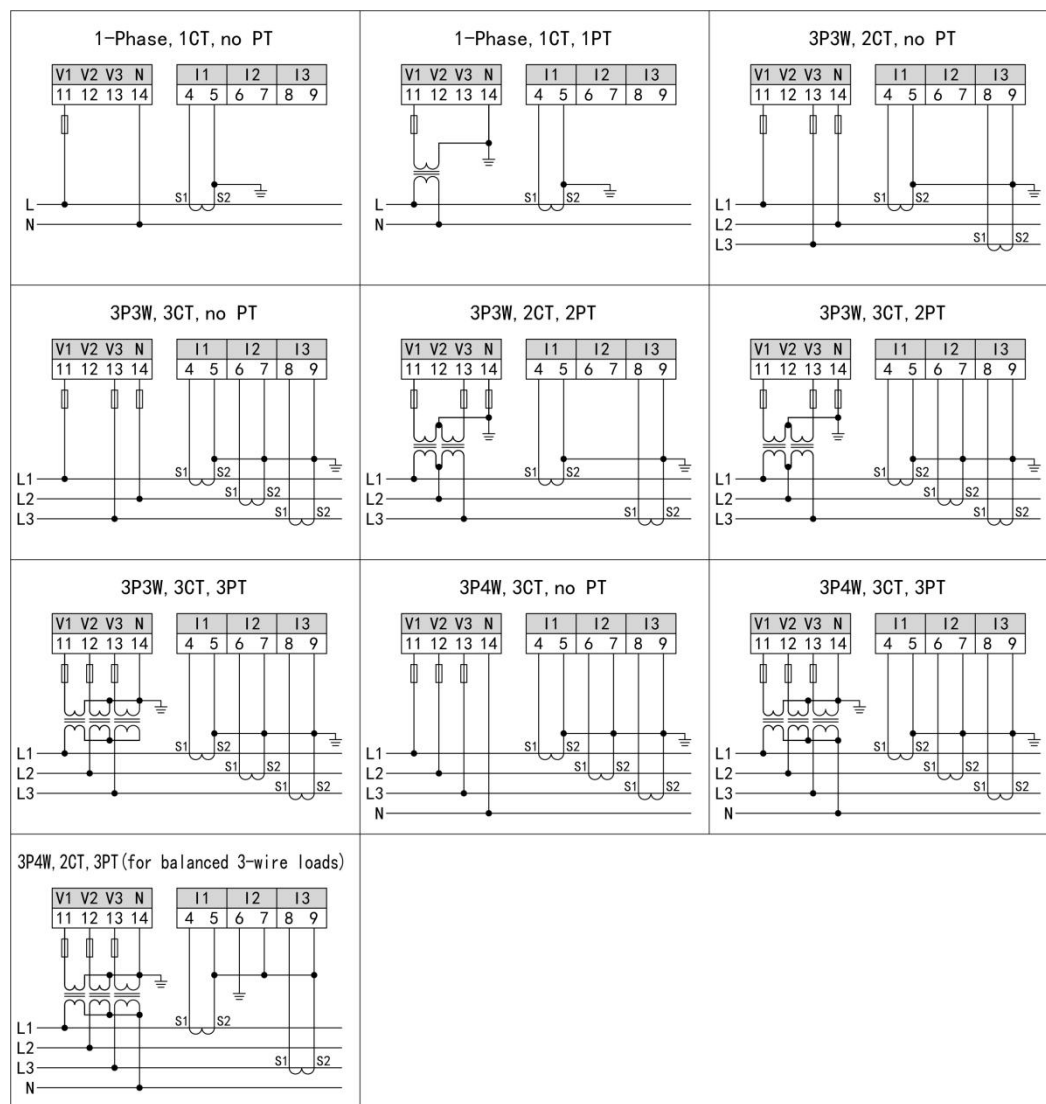 1-Phase, 1CT, no PT
V1 V2 V3 N I1 I2 I3
11 12 13 14 4 5 6 7 8 9
S1 S2
L
N
1-Phase, 1CT, 1PT
V1 V2 V3 N I1 I2 I3
11 12 13 14 4 5 6 7 8 9
S1 S2
L
N
3P3W, 2CT, no PT
V1 V2 V3 N I1 I2 I3
11 12 13 14 4 5 6 7 8 9
S1 S2
L1
L2
L3 S1 S2
3P3W, 3CT, no PT
V1 V2 V3 N I1 I2 I3
11 12 13 14 4 5 6 7 8 9
L1 S1 S2
L2 S1 S2
L3 S1 S2
3P3W, 2CT, 2PT
V1 V2 V3 N I1 I2 I3
11 12 13 14 4 5 6 7 8 9
L1 S1 S2
L2
L3 S1 S2
3P3W, 3CT, 2PT
V1 V2 V3 N I1 I2 I3
11 12 13 14 4 5 6 7 8 9
L1 S1 S2
L2 S1 S2
L3 S1 S2
3P3W, 3CT, 3PT
V1 V2 V3 N I1 I2 I3
11 12 13 14 4 5 6 7 8 9
L1 S1 S2
L2 S1 S2
L3 S1 S2
3P4W, 3CT, no PT
V1 V2 V3 N I1 I2 I3
11 12 13 14 4 5 6 7 8 9
L1 S1 S2
L2 S1 S2
L3 S1 S2
N
3P4W, 3CT, 3PT
V1 V2 V3 N I1 I2 I3
11 12 13 14 4 5 6 7 8 9
L1 S1 S2
L2 S1 S2
L3 S1 S2
N
3P4W, 2CT, 3PT(for balanced 3-wire loads)
V1 V2 V3 N I1 I2 I3
11 12 13 14 4 5 6 7 8 9
L1 S1 S2
L2
L3 S1 S2
N